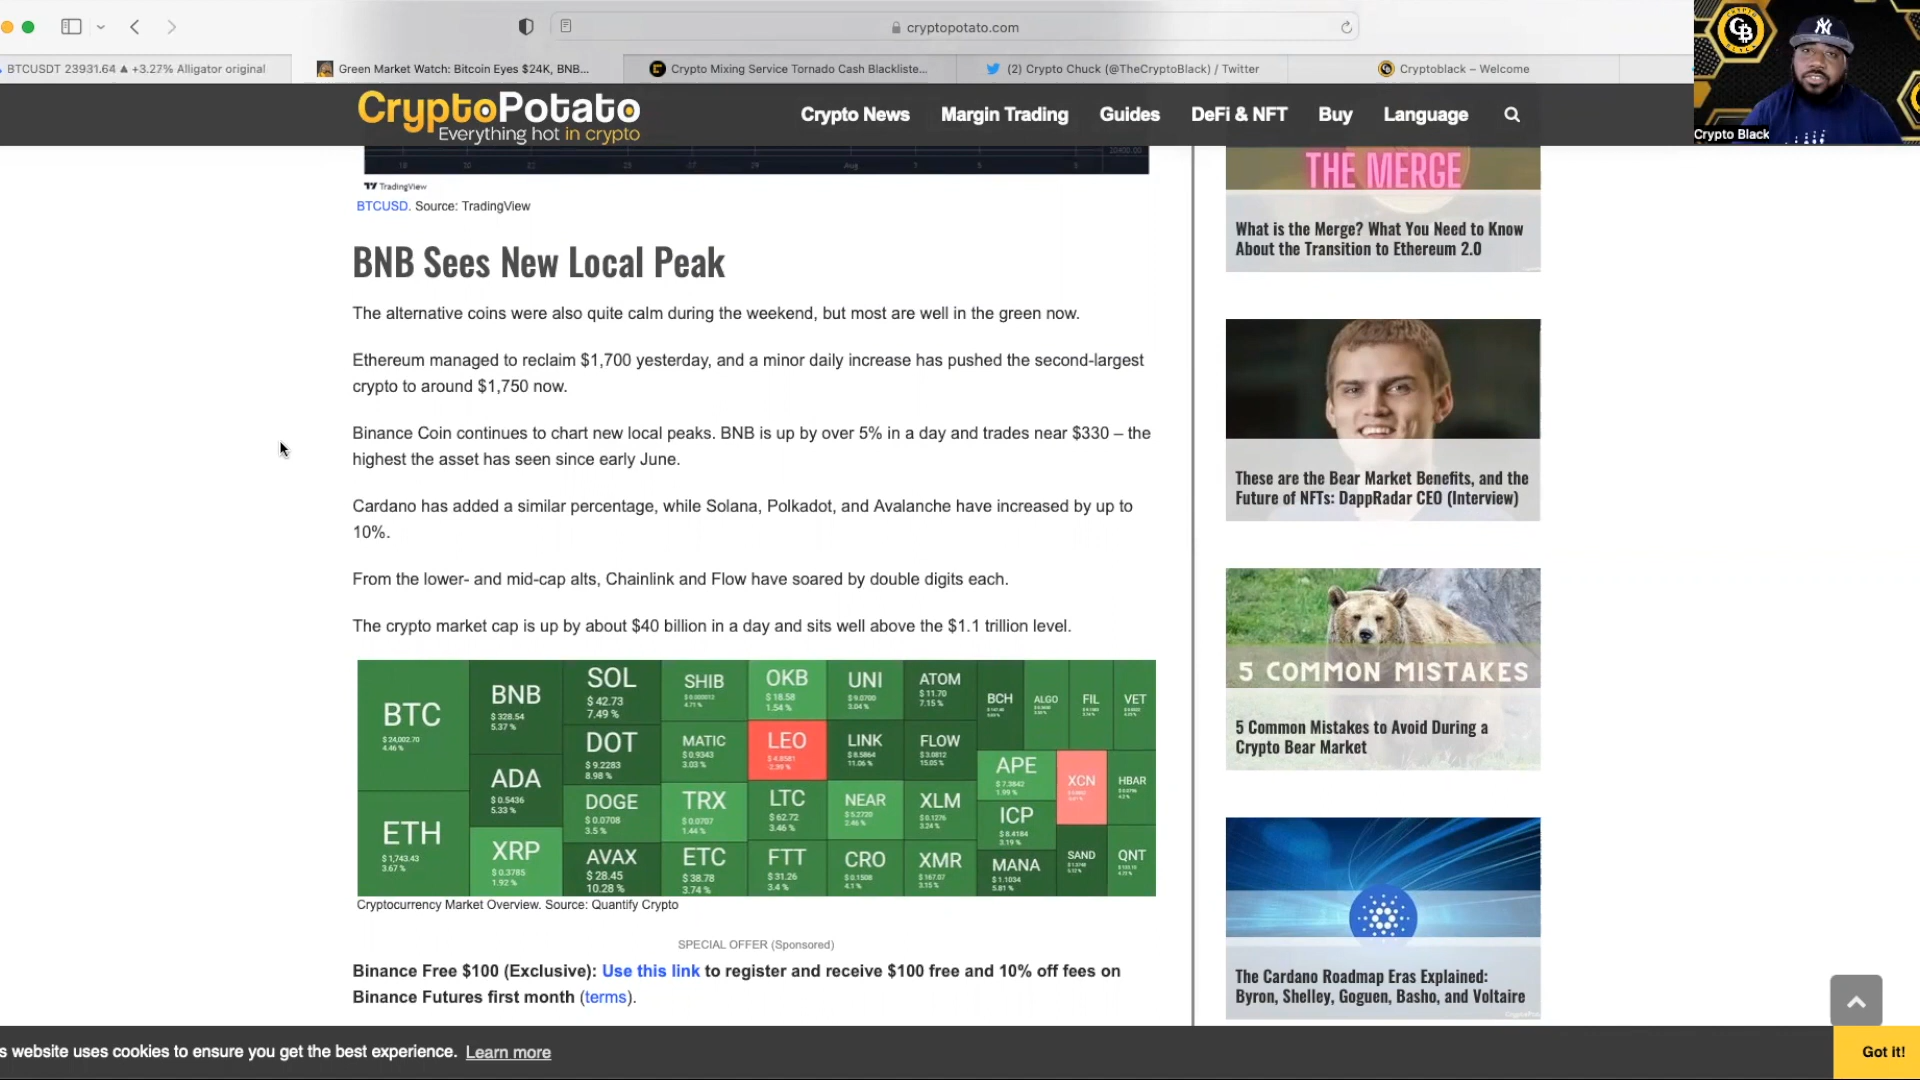 cryptopotato.com
BTCUSDT 23931.64 ▲ +3.27% Alligator original
Green Market Watch: Bitcoin Eyes $24K, BNB...
Crypto Mixing Service Tornado Cash Blackliste...
(2) Crypto Chuck (@TheCryptoBlack) / Twitter
Cryptoblack – Welcome
Crypto Black
CryptoPotato
Everything hot in crypto
Crypto News
Margin Trading
Guides
DeFi & NFT
Buy
Language
TradingView
BTCUSD. Source: TradingView
BNB Sees New Local Peak
The alternative coins were also quite calm during the weekend, but most are well in the green now.
Ethereum managed to reclaim $1,700 yesterday, and a minor daily increase has pushed the second-largest
crypto to around $1,750 now.
Binance Coin continues to chart new local peaks. BNB is up by over 5% in a day and trades near $330 – the
highest the asset has seen since early June.
Cardano has added a similar percentage, while Solana, Polkadot, and Avalanche have increased by up to
10%.
From the lower- and mid-cap alts, Chainlink and Flow have soared by double digits each.
The crypto market cap is up by about $40 billion in a day and sits well above the $1.1 trillion level.
BTC
$ 24,002.70
4.46 %
ETH
$ 1,743.43
3.67 %
BNB
$ 328.54
5.37 %
ADA
$ 0.5436
5.33 %
XRP
$ 0.3785
1.92 %
SOL
$ 42.73
7.49 %
DOT
$ 9.2283
8.98 %
DOGE
$ 0.0708
3.5 %
AVAX
$ 28.45
10.28 %
SHIB
4.71 %
MATIC
$ 0.9343
3.03 %
TRX
$ 0.0707
1.44 %
ETC
$ 38.78
3.74 %
OKB
$ 18.58
1.54 %
LEO
LTC
$ 62.72
3.46 %
FTT
$ 31.26
3.4 %
UNI
$ 9.0700
3.04 %
LINK
$ 8.5864
11.06 %
NEAR
$ 5.2720
2.46 %
CRO
$ 0.1508
4.1 %
ATOM
$ 11.70
7.15 %
FLOW
$ 3.0812
15.05 %
XLM
$ 0.1276
3.24 %
XMR
$ 167.07
3.15 %
BCH
ALGO
FIL
VET
APE
$ 7.3842
1.99 %
ICP
$ 8.4184
3.19 %
MANA
$ 1.1034
5.81 %
XCN
HBAR
SAND
QNT
Cryptocurrency Market Overview. Source: Quantify Crypto
SPECIAL OFFER (Sponsored)
Binance Free $100 (Exclusive): Use this link to register and receive $100 free and 10% off fees on
Binance Futures first month (terms).
THE MERGE
What is the Merge? What You Need to Know
About the Transition to Ethereum 2.0
These are the Bear Market Benefits, and the
Future of NFTs: DappRadar CEO (Interview)
5 COMMON MISTAKES
5 Common Mistakes to Avoid During a
Crypto Bear Market
The Cardano Roadmap Eras Explained:
Byron, Shelley, Goguen, Basho, and Voltaire
s website uses cookies to ensure you get the best experience. Learn more
Got it!